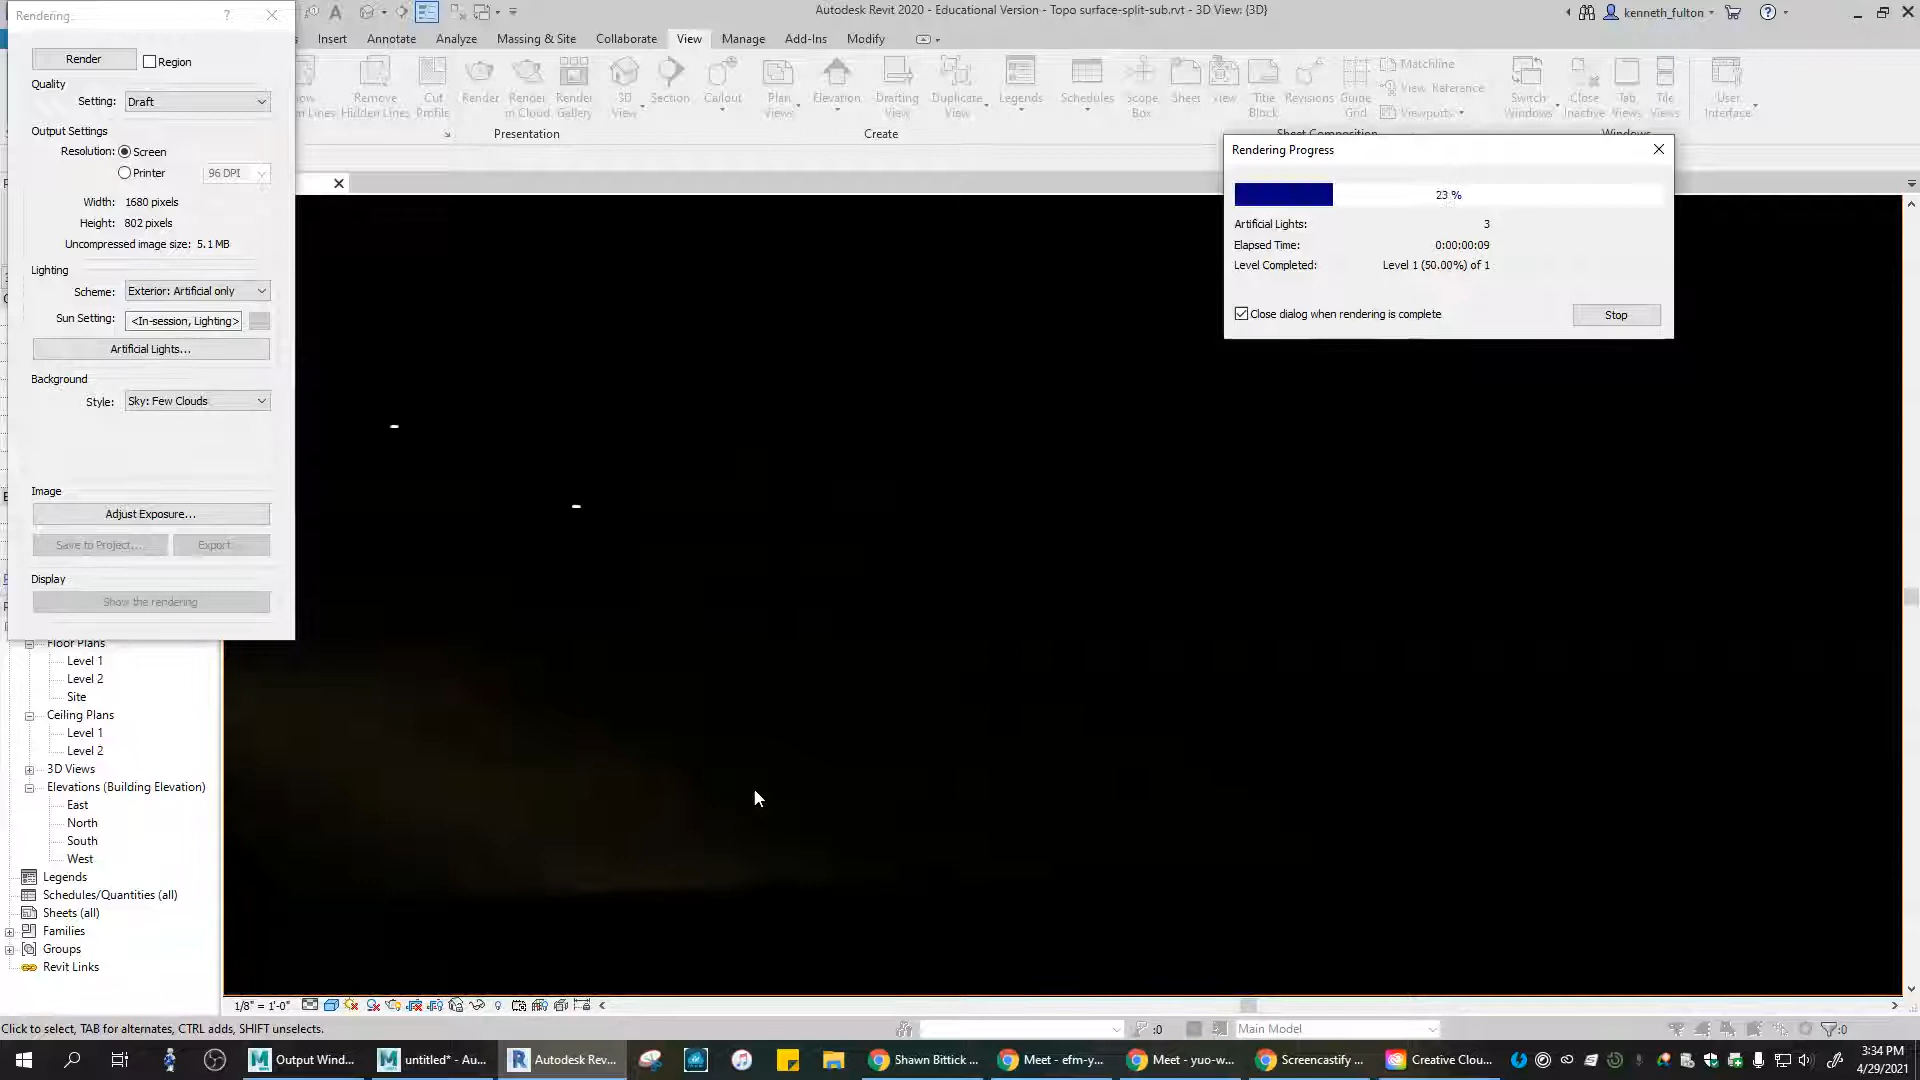 Rendering
?
Autodesk Revit 2020 - Educational Version - Topo surface-split-sub.rvt - 3D View: {3D}
kenneth_fulton
Insert
Annotate
Analyze
Massing & Site
Collaborate
View
Manage
Add-Ins
Modify
Remove
Hidden Lines
Cut
Profile
Render
Render
in Cloud
Render
Gallery
3D
View
Section
Callout
Plan
Views
Elevation
Drafting
View
Duplicate
View
Legends
Schedules
Scope
Box
Sheet
View
Title
Block
Revisions
Guide
Grid
Matchline
View Reference
Viewports
Switch
Windows
Close
Inactive
Tab
Views
Tile
Views
User
Interface
Presentation
Create
Sheet Composition
Windows
Render
Region
Quality
Setting:
Draft
Output Settings
Resolution:
Screen
Printer
96 DPI
Width: 1680 pixels
Height: 802 pixels
Uncompressed image size: 5.1 MB
Lighting
Scheme:
Exterior: Artificial only
Sun Setting:
<In-session, Lighting>
Artificial Lights...
Background
Style:
Sky: Few Clouds
Image
Adjust Exposure...
Save to Project...
Export...
Display
Show the rendering
Rendering Progress
23 %
Artificial Lights: 3
Elapsed Time: 0:00:00:09
Level Completed: Level 1 (50.00%) of 1
Close dialog when rendering is complete
Stop
Floor Plans
Level 1
Level 2
Site
Ceiling Plans
Level 1
Level 2
3D Views
Elevations (Building Elevation)
East
North
South
West
Legends
Schedules/Quantities (all)
Sheets (all)
Families
Groups
Revit Links
1/8" = 1'-0"
Click to select, TAB for alternates, CTRL adds, SHIFT unselects.
:0
Main Model
:0
Output Wind...
untitled* - Au...
Autodesk Rev...
Shawn Bittick ...
Meet - efm-y...
Meet - yuo-w...
Screencastify ...
Creative Clou...
3:34 PM
4/29/2021